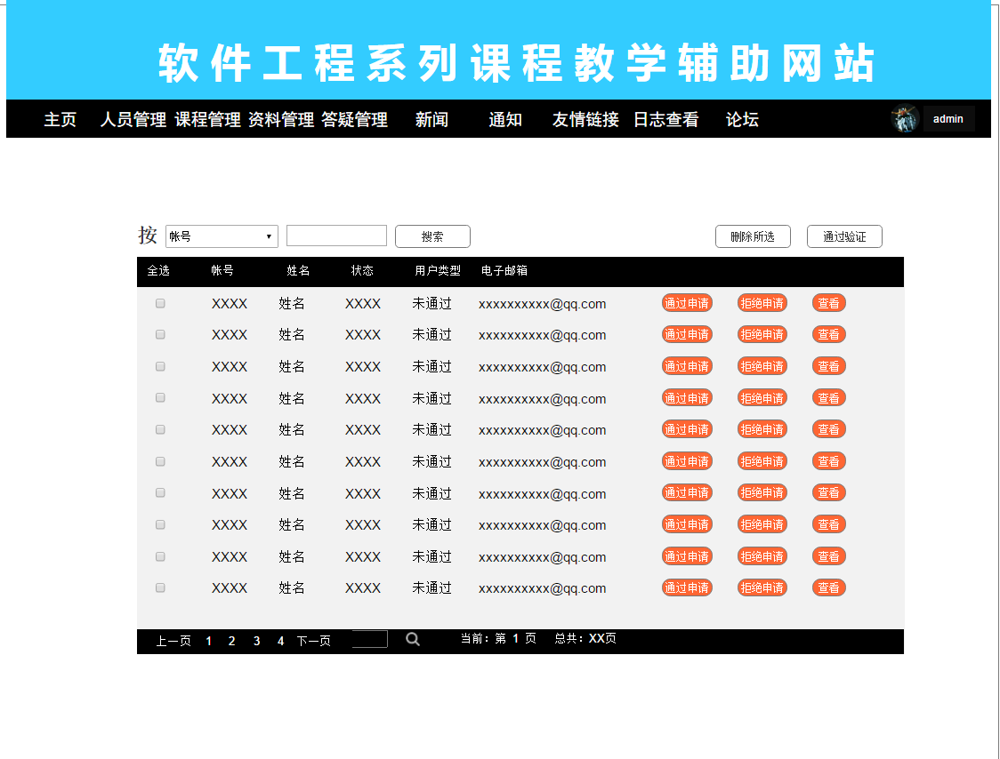 软件工程系列课程教学辅助网站
主页 人员管理 课程管理 资料管理 答疑管理 新闻 通知 友情链接 日志查看 论坛 admin
按 帐号 搜索 删除所选 通过验证
全选 帐号 姓名 状态 用户类型 电子邮箱
XXXX 姓名 XXXX 未通过 xxxxxxxxxx@qq.com 通过申请 拒绝申请 查看
XXXX 姓名 XXXX 未通过 xxxxxxxxxx@qq.com 通过申请 拒绝申请 查看
XXXX 姓名 XXXX 未通过 xxxxxxxxxx@qq.com 通过申请 拒绝申请 查看
XXXX 姓名 XXXX 未通过 xxxxxxxxxx@qq.com 通过申请 拒绝申请 查看
XXXX 姓名 XXXX 未通过 xxxxxxxxxx@qq.com 通过申请 拒绝申请 查看
XXXX 姓名 XXXX 未通过 xxxxxxxxxx@qq.com 通过申请 拒绝申请 查看
XXXX 姓名 XXXX 未通过 xxxxxxxxxx@qq.com 通过申请 拒绝申请 查看
XXXX 姓名 XXXX 未通过 xxxxxxxxxx@qq.com 通过申请 拒绝申请 查看
XXXX 姓名 XXXX 未通过 xxxxxxxxxx@qq.com 通过申请 拒绝申请 查看
XXXX 姓名 XXXX 未通过 xxxxxxxxxx@qq.com 通过申请 拒绝申请 查看
上一页 1 2 3 4 下一页 当前：第 1 页 总共：XX页